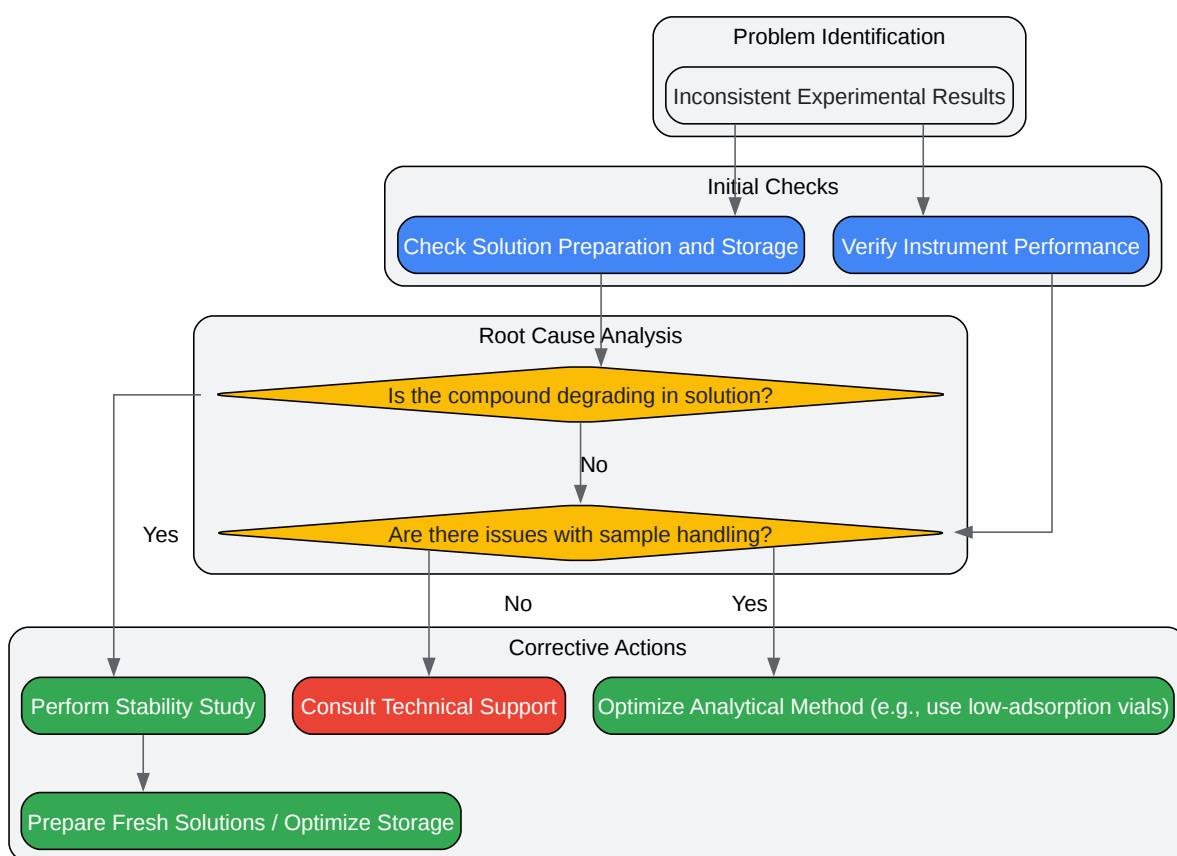 Problem Identification
Inconsistent Experimental Results
Initial Checks
Check Solution Preparation and Storage
Verify Instrument Performance
Root Cause Analysis
Is the compound degrading in solution?
No
Are there issues with sample handling?
Yes
No
Yes
Corrective Actions
Perform Stability Study
Consult Technical Support
Optimize Analytical Method (e.g., use low-adsorption vials)
Prepare Fresh Solutions / Optimize Storage